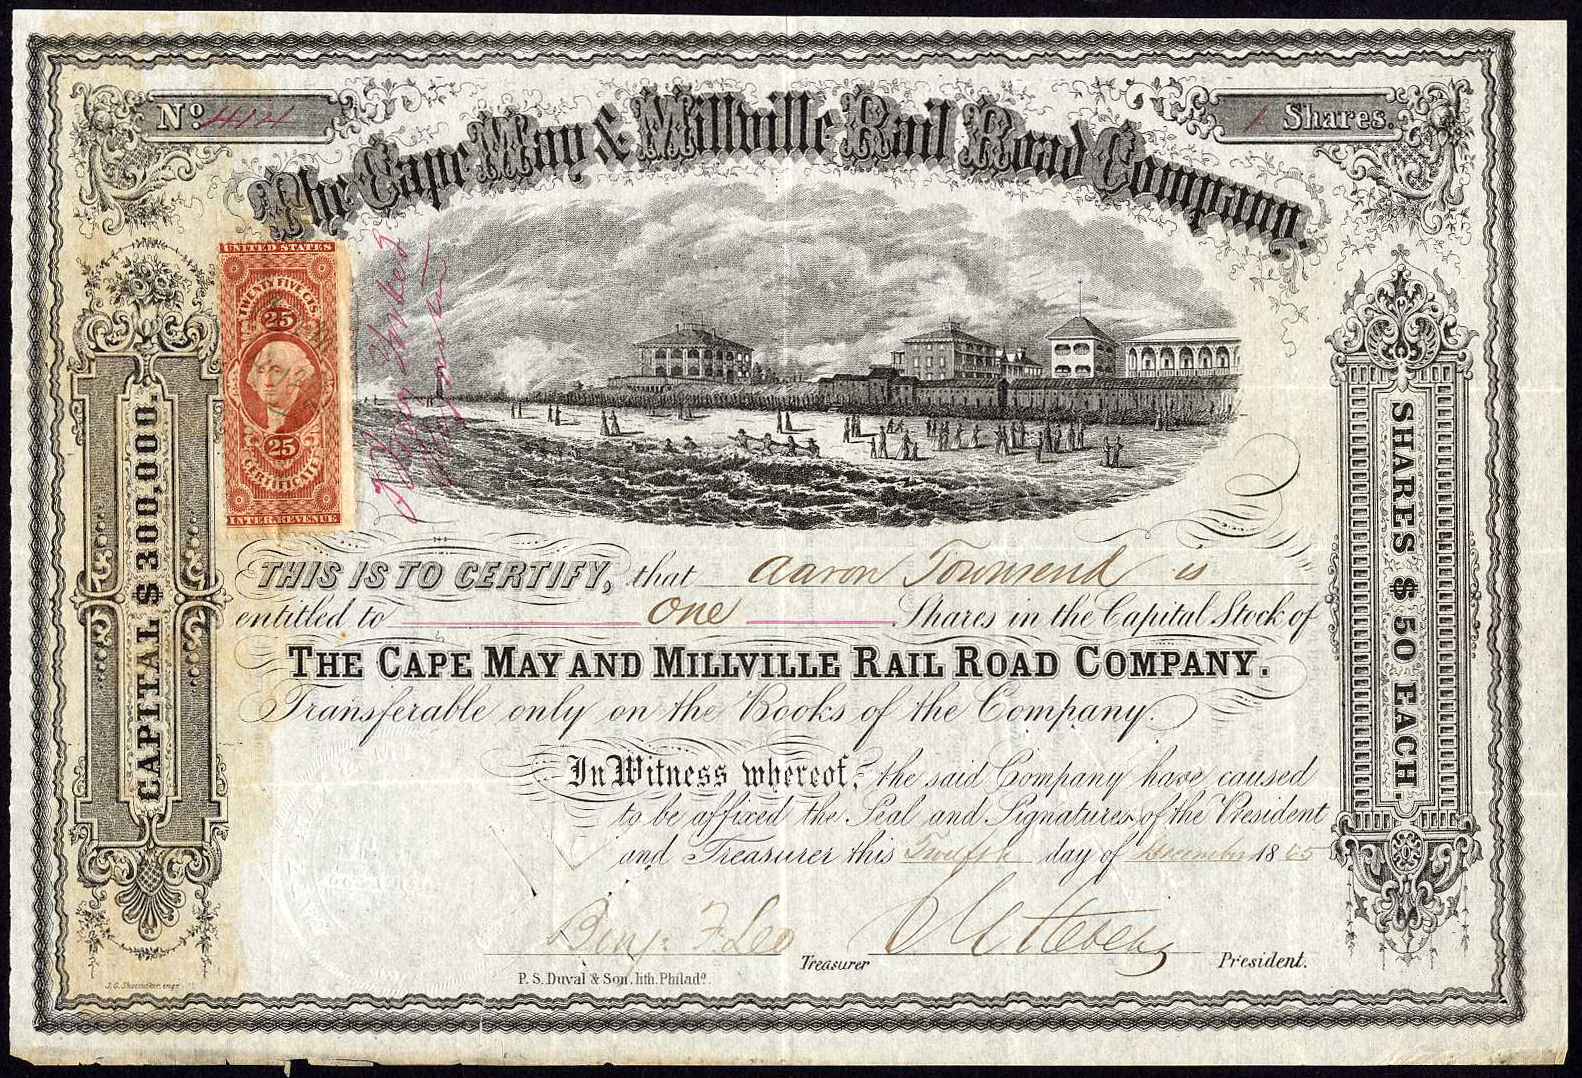 No. 414
1 Shares.
The Cape May & Millville Rail Road Company.
UNITED STATES
TWENTY FIVE CTS.
25
25
CERTIFICATE
INTER. REVENUE
CAPITAL $300,000.
SHARES $50 EACH.
THIS IS TO CERTIFY, that Aaron Townsend is
entitled to one Shares in the Capital Stock of
THE CAPE MAY AND MILLVILLE RAIL ROAD COMPANY.
Transferable only on the Books of the Company.
In Witness whereof, the said Company have caused
to be affixed the Seal and Signatures, of the President
and Treasurer this Twelfth day of December 1865
Benj. F. Lee
Treasurer
President.
P. S. Duval & Son, lith. Philada.
J. G. Shoemaker, engr.